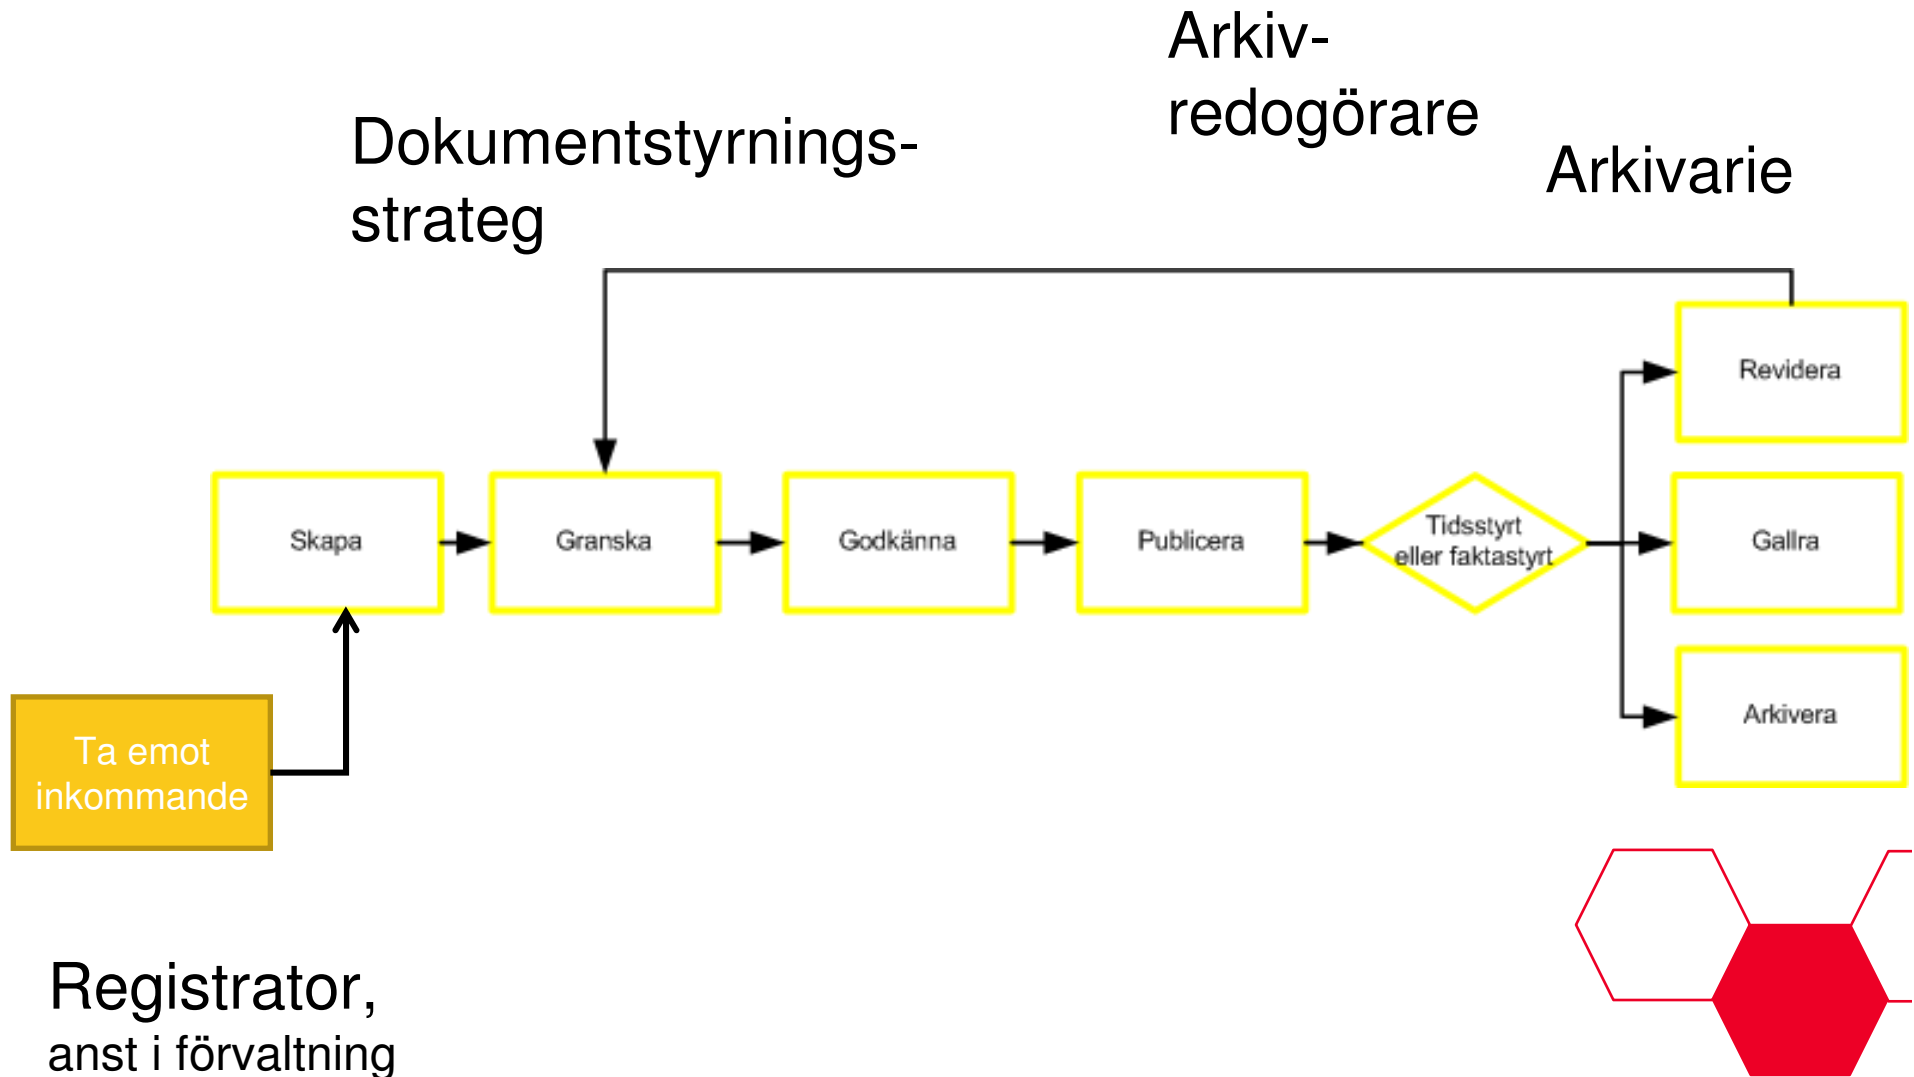 Arkiv-
redogörare
Dokumentstyrnings-
strateg
Arkivarie
Revidera
Skapa
Granska
Godkänna
Publicera
Tidsstyrt
eller faktastyrt
Gallra
Arkivera
Ta emot
inkommande
Registrator,
anst i förvaltning